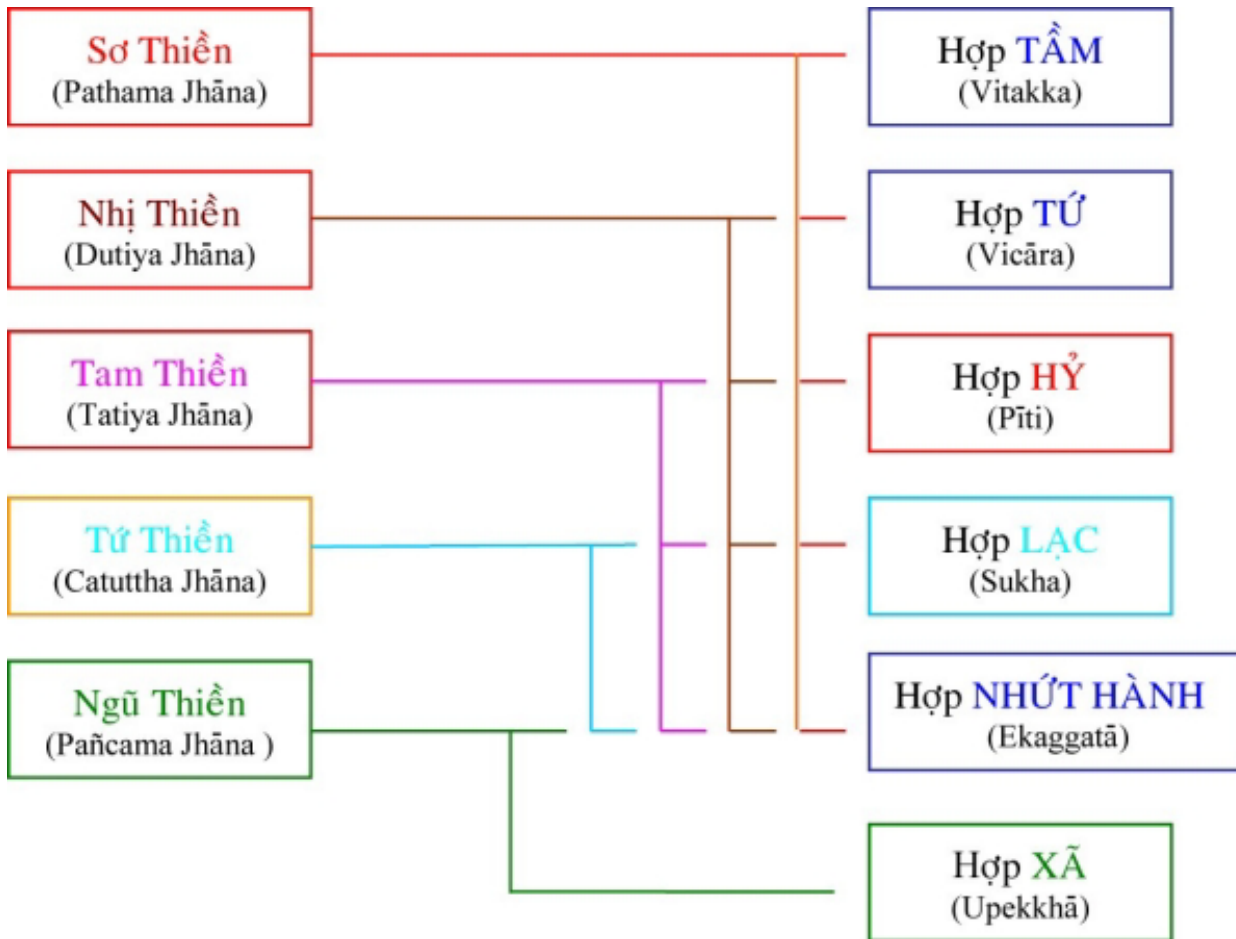 Sơ Thiền
(Pathama Jhāna)
Hợp TẦM
(Vitakka)
Nhị Thiền
(Dutiya Jhāna)
Hợp TỨ
(Vicāra)
Tam Thiền
(Tatiya Jhāna)
Hợp HỶ
(Pīti)
Tứ Thiền
(Catuttha Jhāna)
Hợp LẠC
(Sukha)
Ngũ Thiền
(Pañcama Jhāna )
Hợp NHỨT HÀNH
(Ekaggatā)
Hợp XÃ
(Upekkhā)